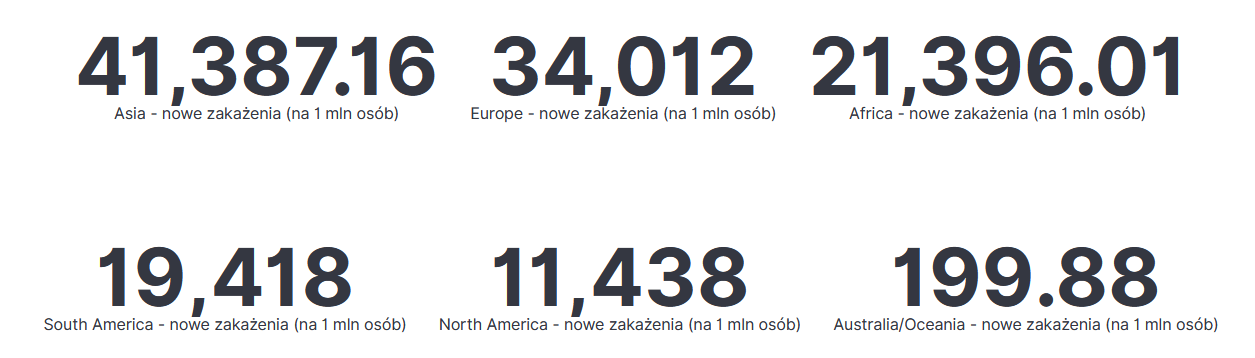 41,387.16 34,012 21,396.01
Asia - nowe zakażenia (na 1 mln osób) Europe - nowe zakażenia (na 1 mln osób) Africa - nowe zakażenia (na 1 mln osób)
19,418 11,438 199.88
South America - nowe zakażenia (na 1 mln osób) North America - nowe zakażenia (na 1 mln osób) Australia/Oceania - nowe zakażenia (na 1 mln osób)